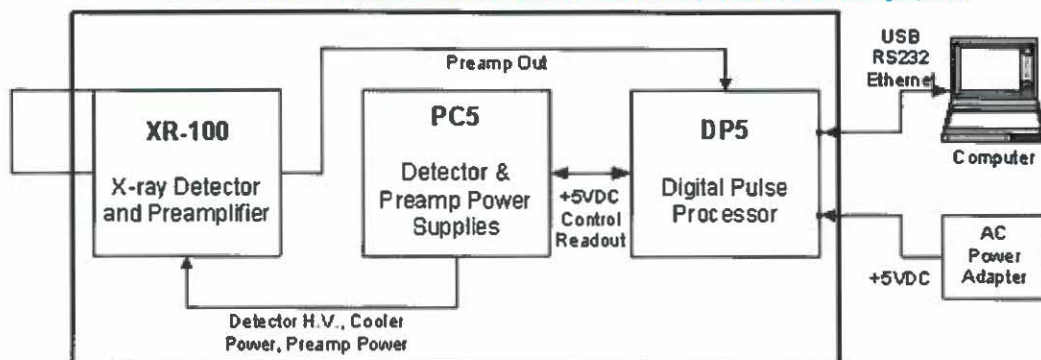 Preamp Out
XR-100
X-ray Detector
and Preamplifier
PC5
Detector &
Preamp Power
Supplies
+5VDC
Control
Readout
DP5
Digital Pulse
Processor
USB
RS232
Ethernet
Computer
AC
Power
Adapter
+5VDC
Detector H.V., Cooler
Power, Preamp Power